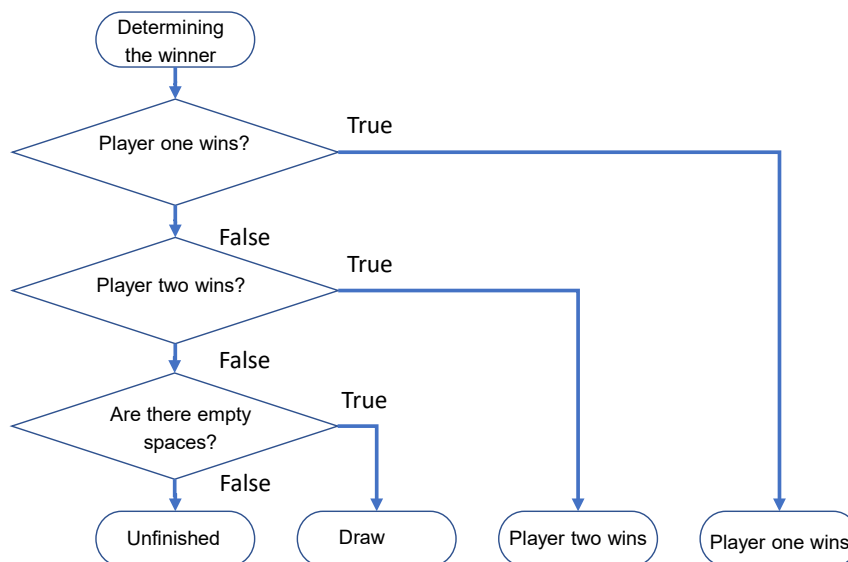 Determining
the winner
True
Player one wins?
False
True
Player two wins?
False
True
Are there empty
spaces?
False
Unfinished
Draw
Player two wins
Player one wins